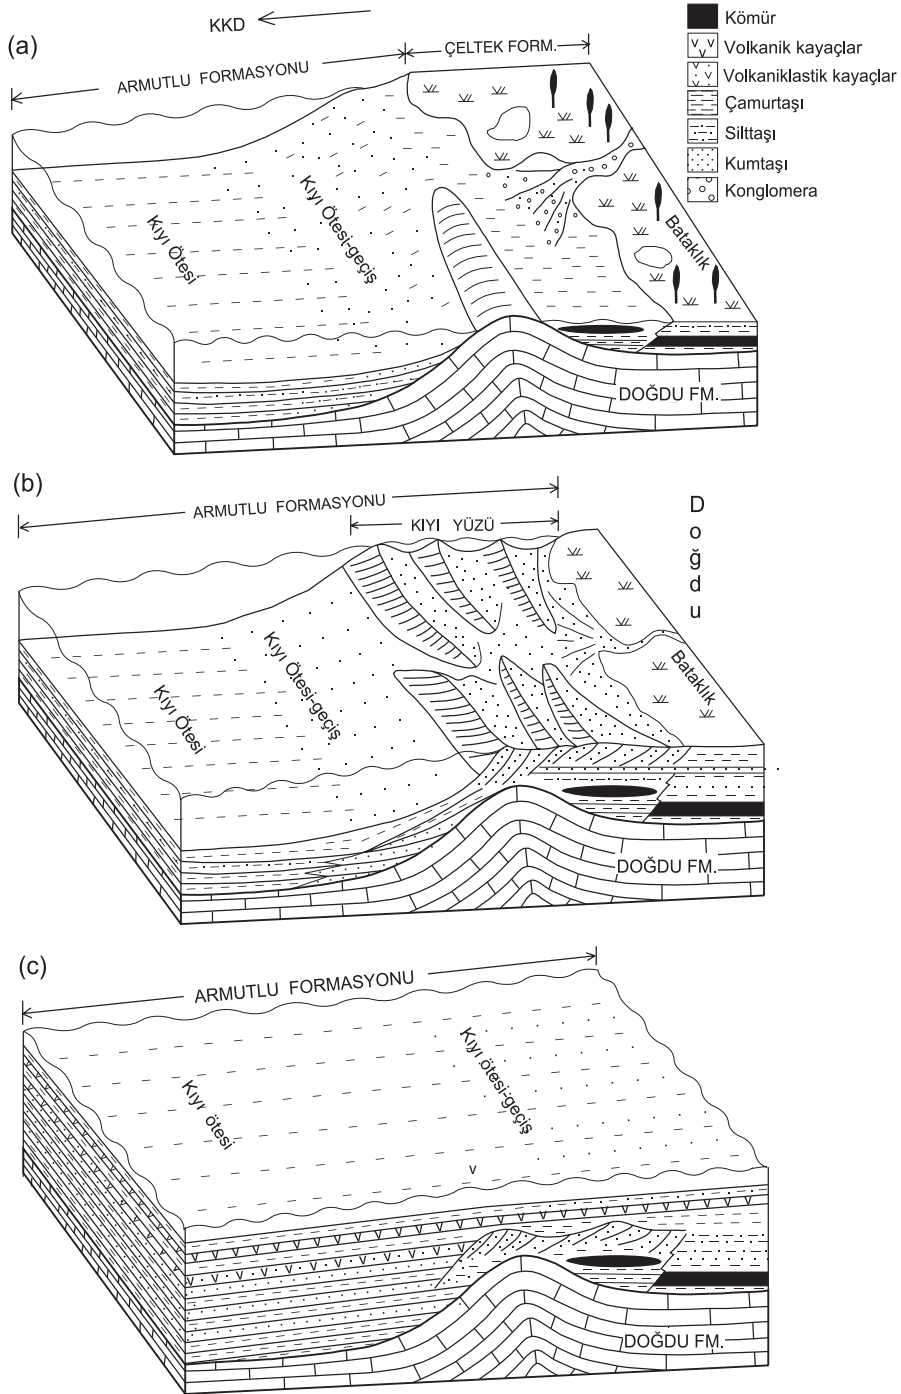 KKD
(a)
ÇELTEK FORM.
ARMUTLU FORMASYONU
Kömür
Volkanik kayaçlar
Volkaniklastik kayaçlar
Çamurtaşı
Silttaşı
Kumtaşı
Konglomera
Kıyı Ötesi
Kıyı Ötesi-geçiş
Bataklık
DOĞDU FM.
(b)
ARMUTLU FORMASYONU
KIYI YÜZÜ
Doğdu
Kıyı Ötesi
Kıyı Ötesi-geçiş
Bataklık
DOĞDU FM.
(c)
ARMUTLU FORMASYONU
Kıyı ötesi
Kıyı ötesi-geçiş
DOĞDU FM.